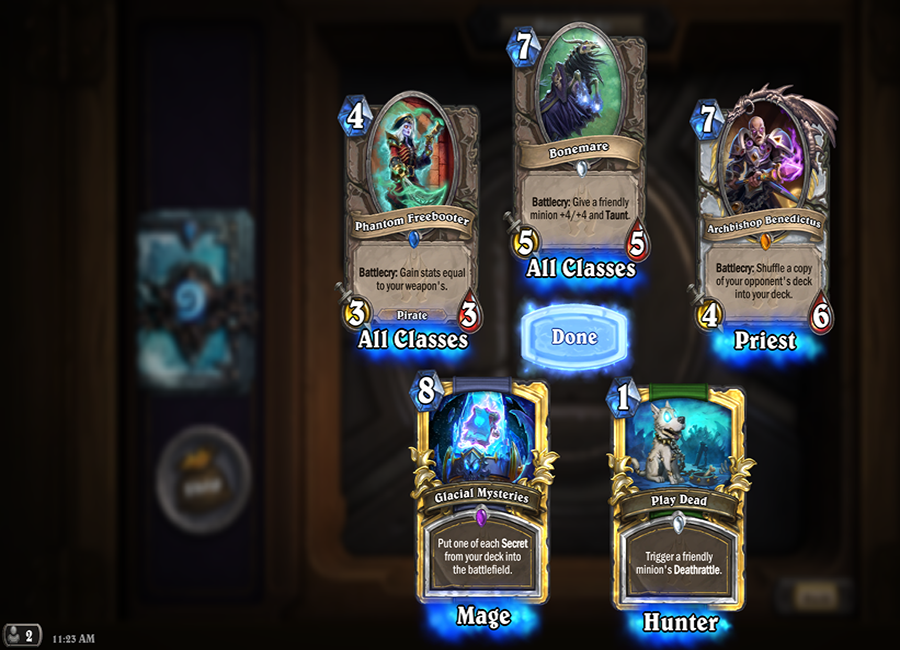 4
Phantom Freebooter
Battlecry: Gain stats equal
to your weapon's.
3
Pirate
3
All Classes
7
Bonemare
Battlecry: Give a friendly
minion +4/+4 and Taunt.
5
5
All Classes
7
Archbishop Benedictus
Battlecry: Shuffle a copy
of your opponent's deck
into your deck.
4
6
Priest
Done
8
Glacial Mysteries
Put one of each Secret
from your deck into
the battlefield.
Mage
1
Play Dead
Trigger a friendly
minion's Deathrattle.
Hunter
2
11:23 AM